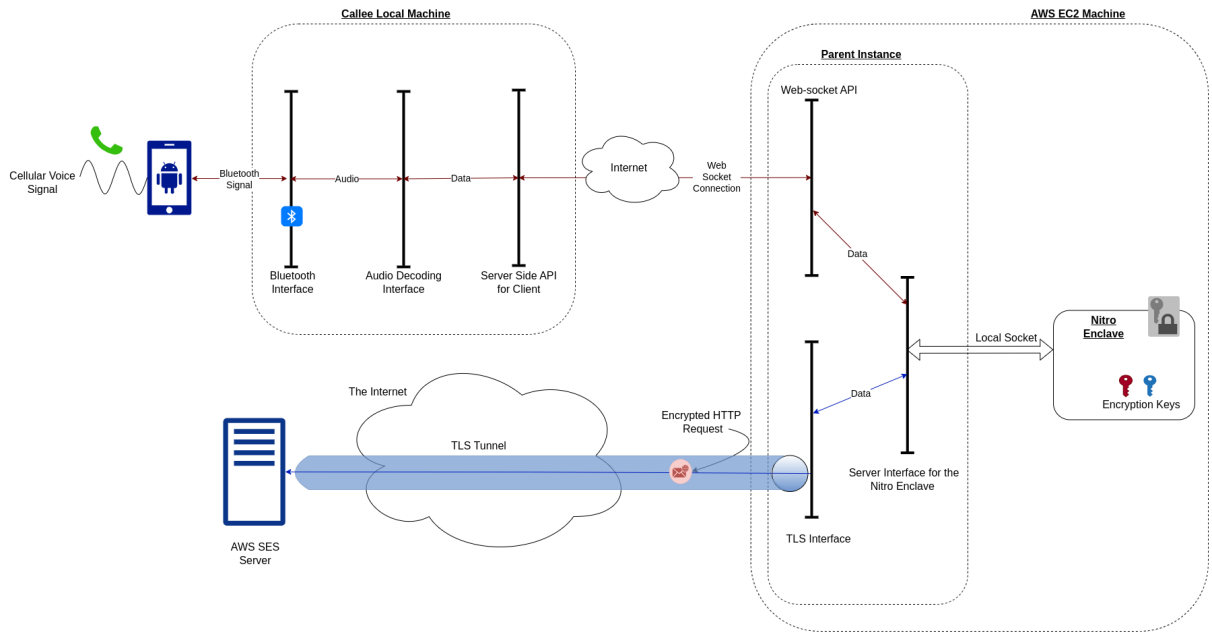 Callee Local Machine
AWS EC2 Machine
Parent Instance
Web-socket API
Cellular Voice
Signal
Bluetooth
Signal
Audio
Data
Internet
Web
Socket
Connection
Bluetooth
Interface
Audio Decoding
Interface
Server Side API
for Client
Data
Local Socket
Nitro
Enclave
Encryption Keys
Data
The Internet
Encrypted HTTP
Request
TLS Tunnel
Server Interface for the
Nitro Enclave
AWS SES
Server
TLS Interface